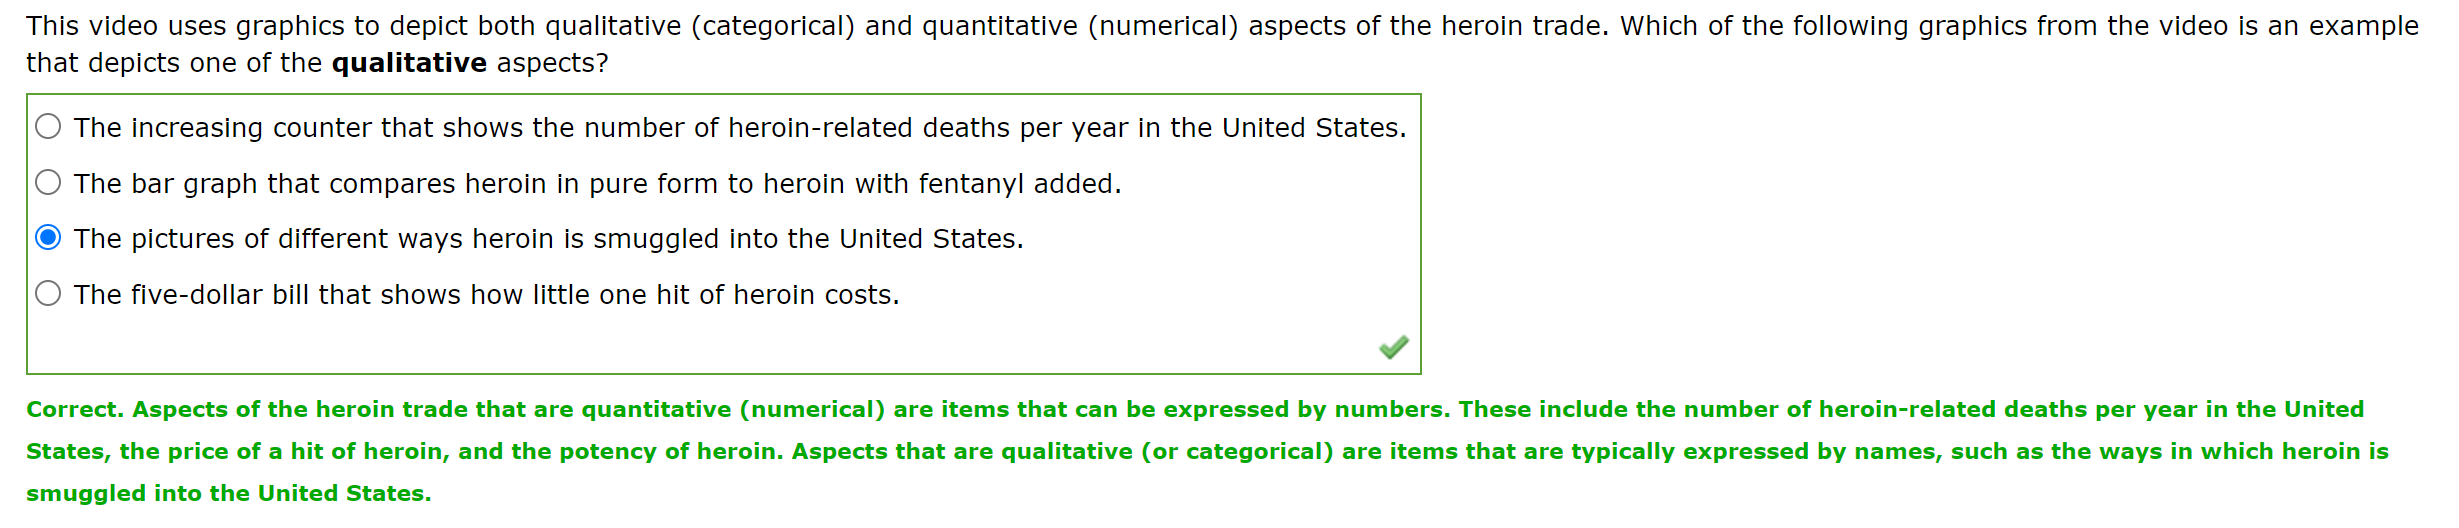 This video uses graphics to depict both qualitative (categorical) and quantitative (numerical) aspects of the heroin trade. Which of the following graphics from the video is an example
that depicts one of the qualitative aspects?
The increasing counter that shows the number of heroin-related deaths per year in the United States.
The bar graph that compares heroin in pure form to heroin with fentanyl added.
The pictures of different ways heroin is smuggled into the United States.
The five-dollar bill that shows how little one hit of heroin costs.
Correct. Aspects of the heroin trade that are quantitative (numerical) are items that can be expressed by numbers. These include the number of heroin-related deaths per year in the United
States, the price of a hit of heroin, and the potency of heroin. Aspects that are qualitative (or categorical) are items that are typically expressed by names, such as the ways in which heroin is
smuggled into the United States.